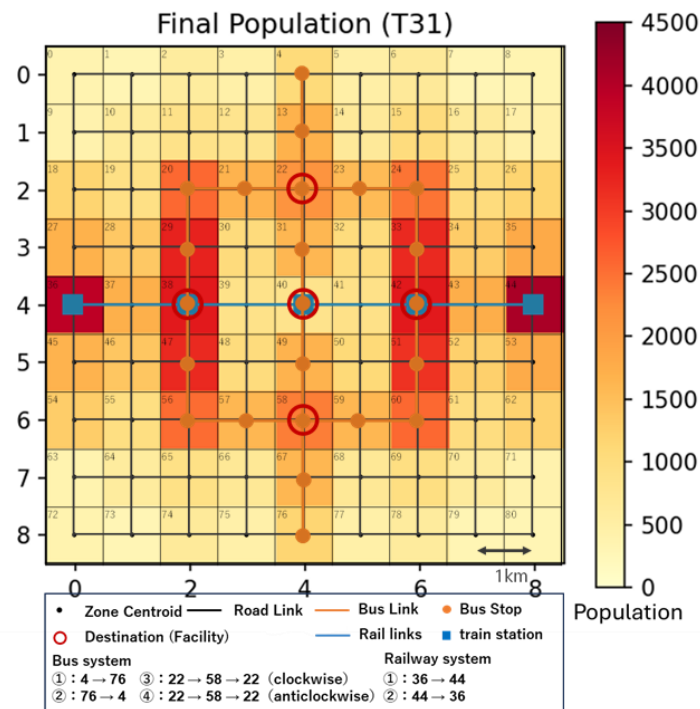 Final Population (T31)
0 1 2 3 4 5 6 7 8
0
9 10 11 12 13 14 15 16 17
1
18 19 20 21 22 23 24 25 26
2
27 28 29 30 31 32 33 34 35
3
36 37 38 39 40 41 42 43 44
4
45 46 47 48 49 50 51 52 53
5
54 55 56 57 58 59 60 61 62
6
63 64 65 66 67 68 69 70 71
7
72 73 74 75 76 77 78 79 80
8
1km
0 2 4 6 8
4500
4000
3500
3000
2500
2000
1500
1000
500
0
Population
Zone Centroid Road Link Bus Link Bus Stop
Destination (Facility) Rail links train station
Bus system Railway system
①：4 → 76 ③：22 → 58 → 22 (clockwise) ①：36 → 44
②：76 → 4 ④：22 → 58 → 22 (anticlockwise) ②：44 → 36